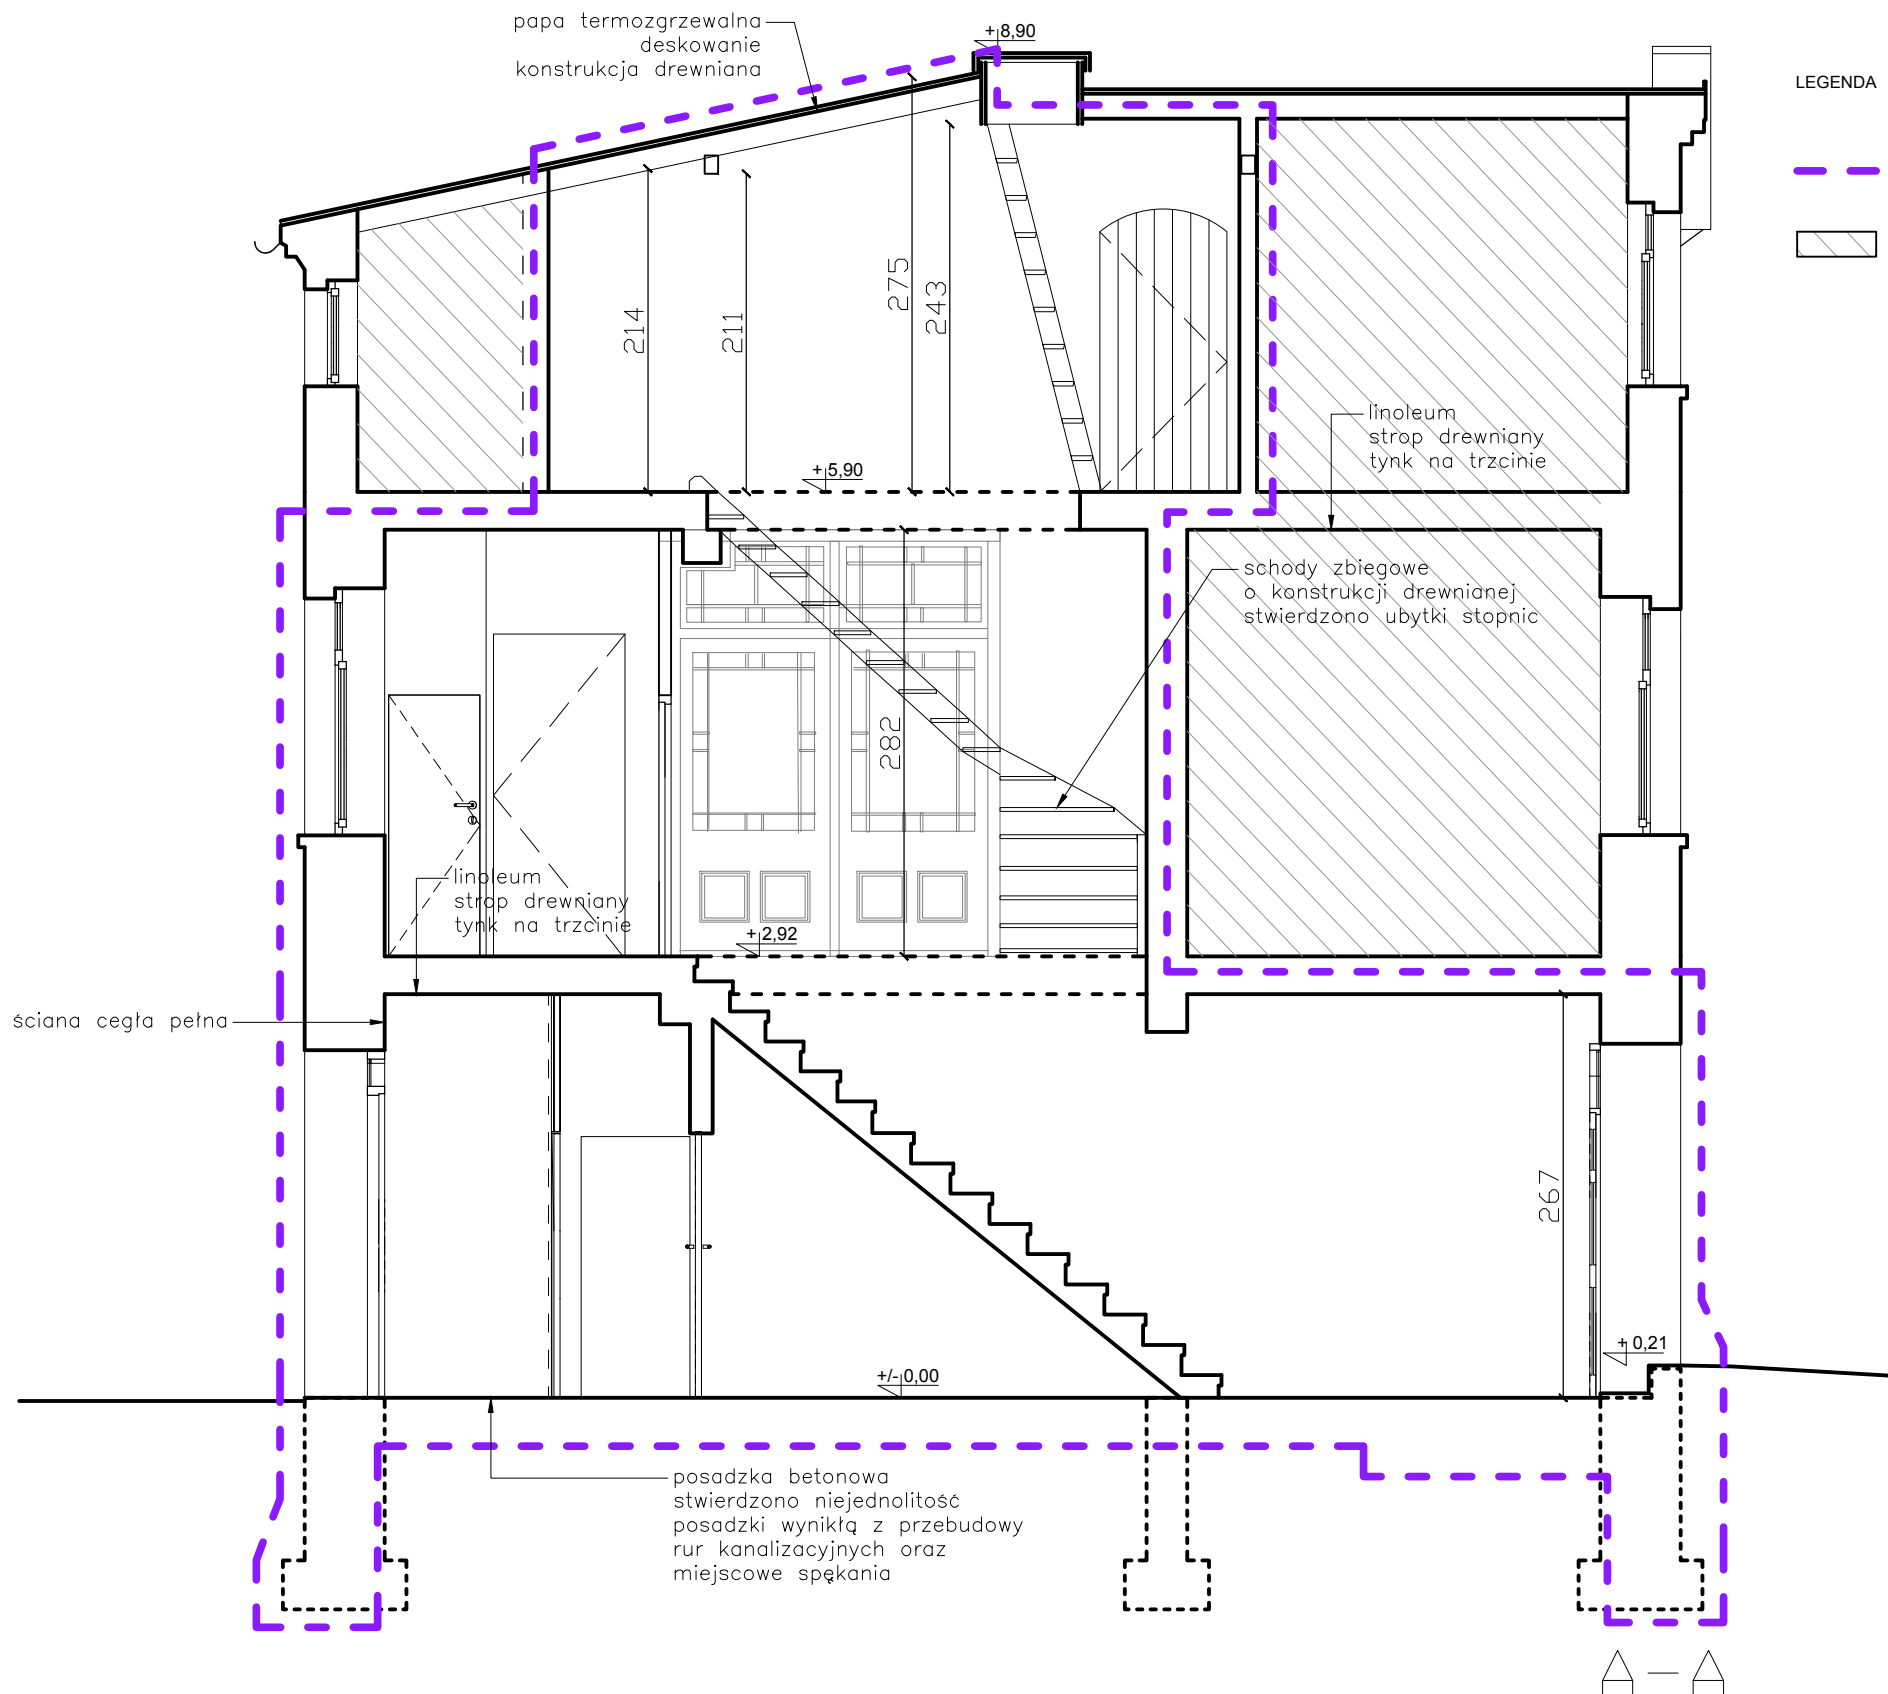 papa termozgrzewalna
deskowanie
konstrukcja drewniana
+8,90
LEGENDA
275
243
214
211
linoleum
strop drewniany
tynk na trzcinie
+5,90
schody zbiegowe
o konstrukcji drewnianej
stwierdzono ubytki stopnic
282
linoleum
strop drewniany
tynk na trzcinie
+2,92
ściana cegła pełna
267
+0,21
+/-0,00
posadzka betonowa
stwierdzono niejednolitość
posadzki wynikłą z przebudowy
rur kanalizacyjnych oraz
miejscowe spękania
A — A